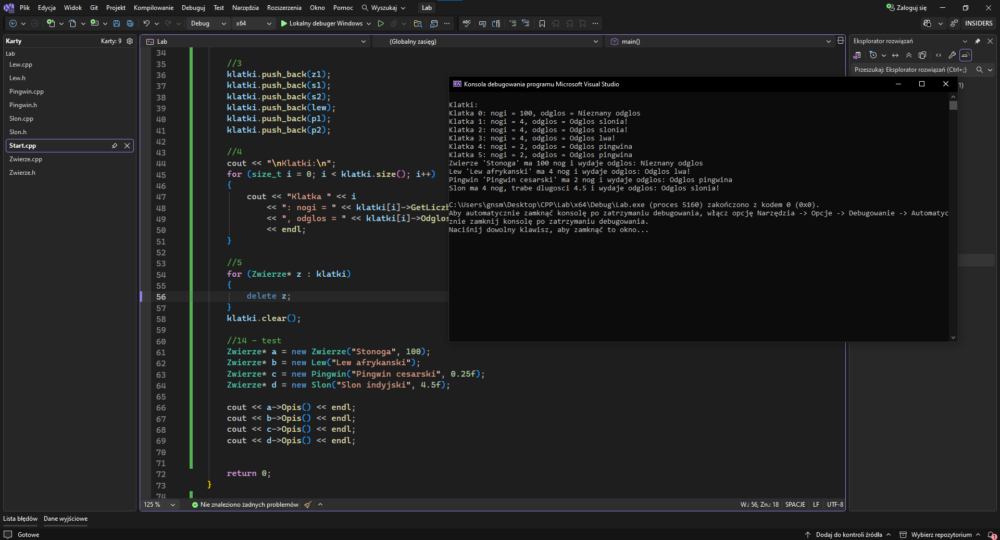 Plik Edycja Widok Git Projekt Kompilowanie Debuguj Test Narzędzia Rozszerzenia Okno Pomoc Wyszukaj Lab Zaloguj się
Debug x64 Lokalny debuger Windows ABC INSIDERS
Karty Karty: 9
Lab
Lew.cpp
Lew.h
Pingwin.cpp
Pingwin.h
Slon.cpp
Slon.h
Start.cpp
Zwierze.cpp
Zwierze.h
Lab (Globalny zasięg) main()
34
35 //3
36 klatki.push_back(z1);
37 klatki.push_back(s1);
38 klatki.push_back(s2);
39 klatki.push_back(lew);
40 klatki.push_back(p1);
41 klatki.push_back(p2);
42
43 //4
44 cout << "\nKlatki:\n";
45 for (size_t i = 0; i < klatki.size(); i++)
46 {
47 cout << "Klatka " << i
48 << ": nogi = " << klatki[i]->GetLiczb
49 << ", odglos = " << klatki[i]->Odglos
50 << endl;
51 }
52
53 //5
54 for (Zwierze* z : klatki)
55 {
56 delete z;
57 }
58 klatki.clear();
59
60 //14 - test
61 Zwierze* a = new Zwierze("Stonoga", 100);
62 Zwierze* b = new Lew("Lew afrykanski");
63 Zwierze* c = new Pingwin("Pingwin cesarski", 0.25f);
64 Zwierze* d = new Slon("Slon indyjski", 4.5f);
65
66 cout << a->Opis() << endl;
67 cout << b->Opis() << endl;
68 cout << c->Opis() << endl;
69 cout << d->Opis() << endl;
70
71
72 return 0;
73 }
74
Konsola debugowania programu Microsoft Visual Studio
Klatki:
Klatka 0: nogi = 100, odglos = Nieznany odglos
Klatka 1: nogi = 4, odglos = Odglos slonia!
Klatka 2: nogi = 4, odglos = Odglos slonia!
Klatka 3: nogi = 4, odglos = Odglos lwa!
Klatka 4: nogi = 2, odglos = Odglos pingwina
Klatka 5: nogi = 2, odglos = Odglos pingwina
Zwierze 'Stonoga' ma 100 nog i wydaje odglos: Nieznany odglos
Lew 'Lew afrykanski' ma 4 nog i wydaje odglos: Odglos lwa!
Pingwin 'Pingwin cesarski' ma 2 nog i wydaje odglos: Odglos pingwina
Slon ma 4 nog, trabe dlugosci 4.5 i wydaje odglos: Odglos slonia!
C:\Users\gnsm\Desktop\CPP\Lab\x64\Debug\Lab.exe (proces 5160) zakończono z kodem 0 (0x0).
Aby automatycznie zamknąć konsolę po zatrzymaniu debugowania, włącz opcję Narzędzia -> Opcje -> Debugowanie -> Automatyc
znie zamknij konsolę po zatrzymaniu debugowania.
Naciśnij dowolny klawisz, aby zamknąć to okno...
Eksplorator rozwiązań
Przeszukaj: Eksplorator rozwiązań (Ctrl+;)
1)
125 % Nie znaleziono żadnych problemów W.: 56, Zn.: 18 SPACJE LF UTF-8
Lista błędów Dane wyjściowe
Gotowe Dodaj do kontroli źródła Wybierz repozytorium 1